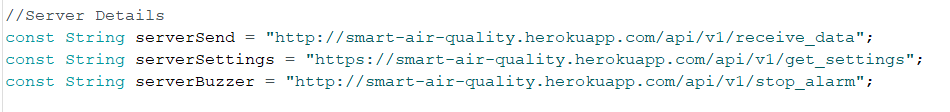 //Server Details
const String serverSend = "http://smart-air-quality.herokuapp.com/api/v1/receive_data";
const String serverSettings = "https://smart-air-quality.herokuapp.com/api/v1/get_settings";
const String serverBuzzer = "http://smart-air-quality.herokuapp.com/api/v1/stop_alarm";